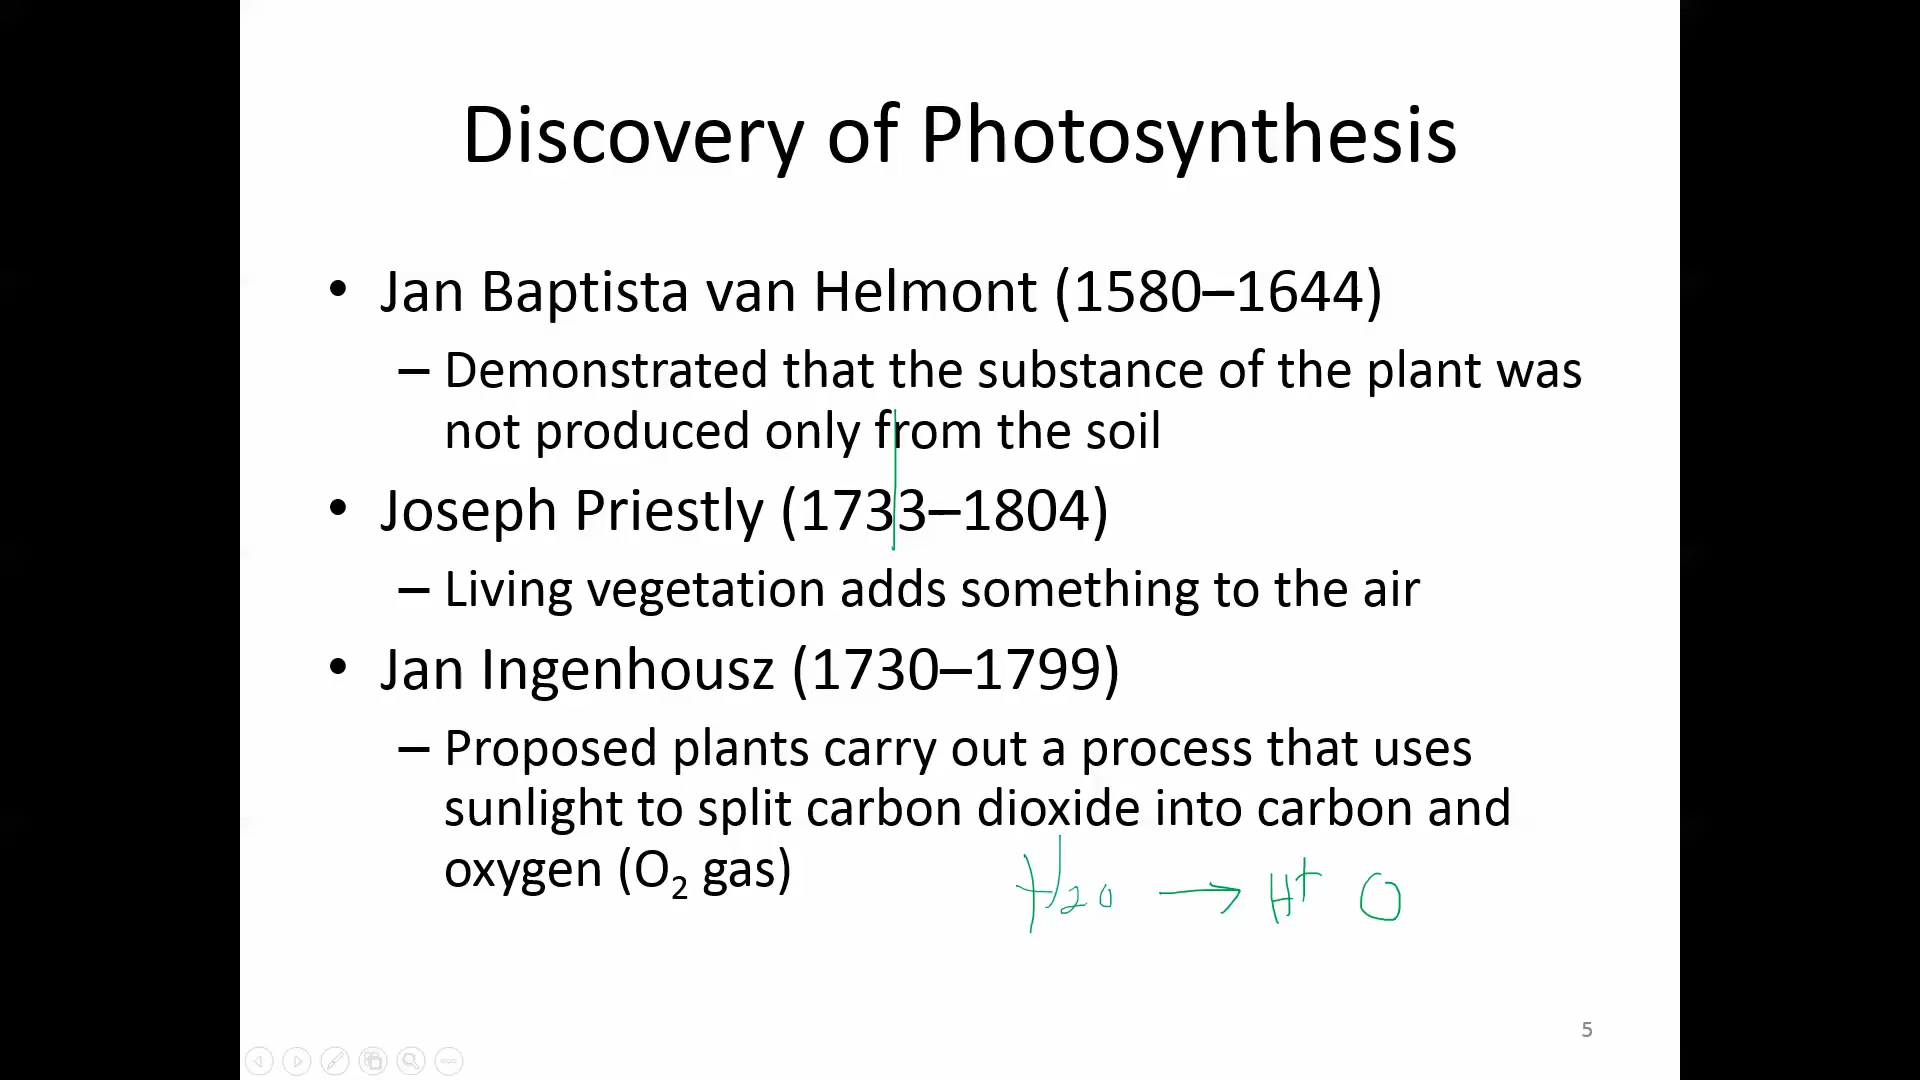 Discovery of Photosynthesis
• Jan Baptista van Helmont (1580–1644)
– Demonstrated that the substance of the plant was
not produced only from the soil
• Joseph Priestly (1733–1804)
– Living vegetation adds something to the air
• Jan Ingenhousz (1730–1799)
– Proposed plants carry out a process that uses
sunlight to split carbon dioxide into carbon and
oxygen (O₂ gas)
H₂O → H⁺ O
5